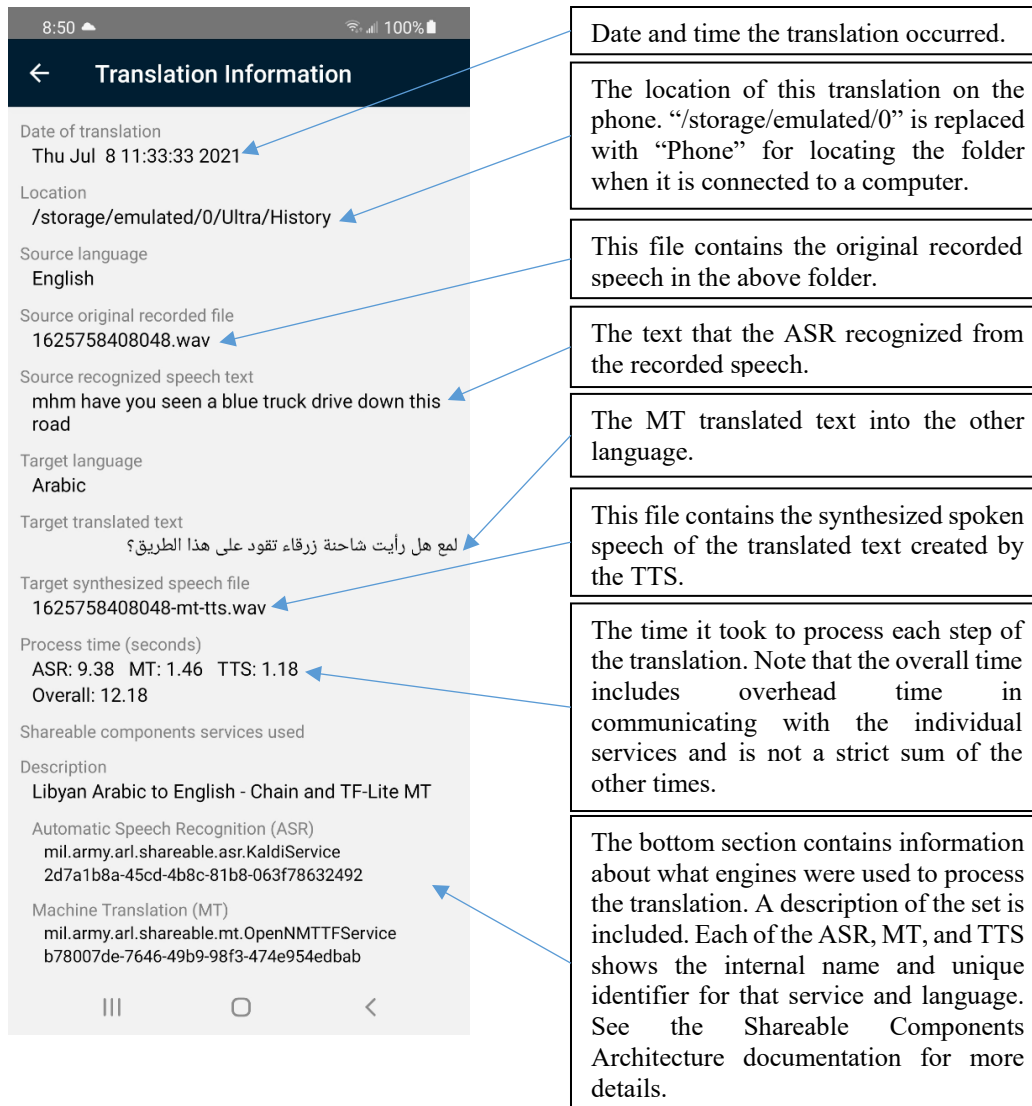 8:50 100%
Translation Information
Date of translation
Thu Jul 8 11:33:33 2021
Location
/storage/emulated/0/Ultra/History
Source language
English
Source original recorded file
1625758408048.wav
Source recognized speech text
mhm have you seen a blue truck drive down this
road
Target language
Arabic
Target translated text
لمع هل رأيت شاحنة زرقاء تقود على هذا الطريق؟
Target synthesized speech file
1625758408048-mt-tts.wav
Process time (seconds)
ASR: 9.38 MT: 1.46 TTS: 1.18
Overall: 12.18
Shareable components services used
Description
Libyan Arabic to English - Chain and TF-Lite MT
Automatic Speech Recognition (ASR)
mil.army.arl.shareable.asr.KaldiService
2d7a1b8a-45cd-4b8c-81b8-063f78632492
Machine Translation (MT)
mil.army.arl.shareable.mt.OpenNMTTFService
b78007de-7646-49b9-98f3-474e954edbab
Date and time the translation occurred.
The location of this translation on the
phone. “/storage/emulated/0” is replaced
with “Phone” for locating the folder
when it is connected to a computer.
This file contains the original recorded
speech in the above folder.
The text that the ASR recognized from
the recorded speech.
The MT translated text into the other
language.
This file contains the synthesized spoken
speech of the translated text created by
the TTS.
The time it took to process each step of
the translation. Note that the overall time
includes overhead time in
communicating with the individual
services and is not a strict sum of the
other times.
The bottom section contains information
about what engines were used to process
the translation. A description of the set is
included. Each of the ASR, MT, and TTS
shows the internal name and unique
identifier for that service and language.
See the Shareable Components
Architecture documentation for more
details.